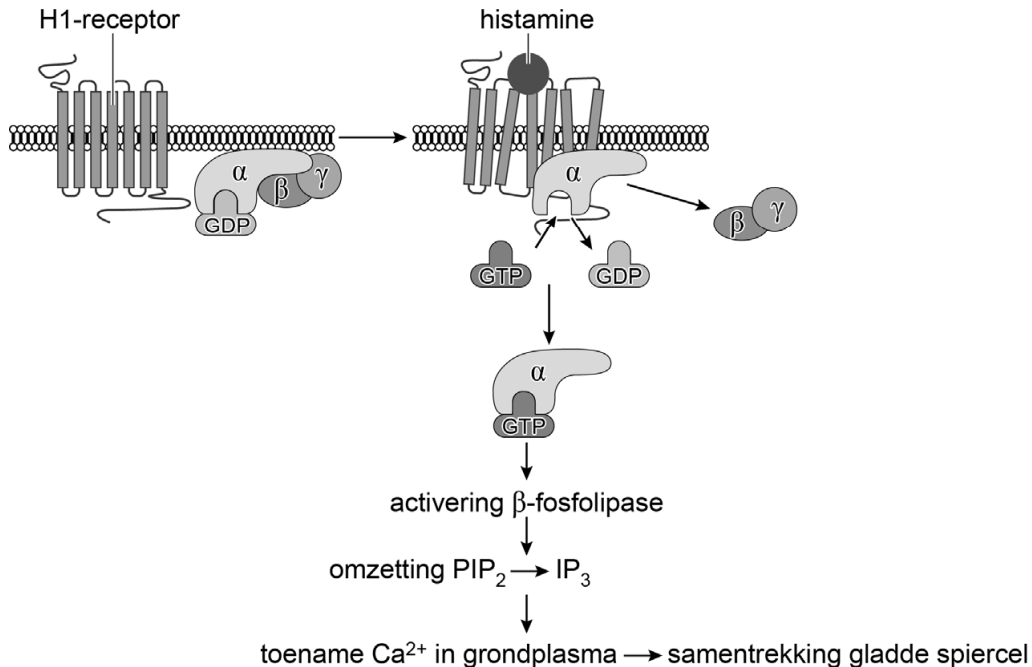 H1-receptor
histamine
α
β
γ
GDP
α
β
γ
GTP
GDP
α
GTP
activering β-fosfolipase
omzetting PIP₂ → IP₃
toename Ca²⁺ in grondplasma → samentrekking gladde spiercel